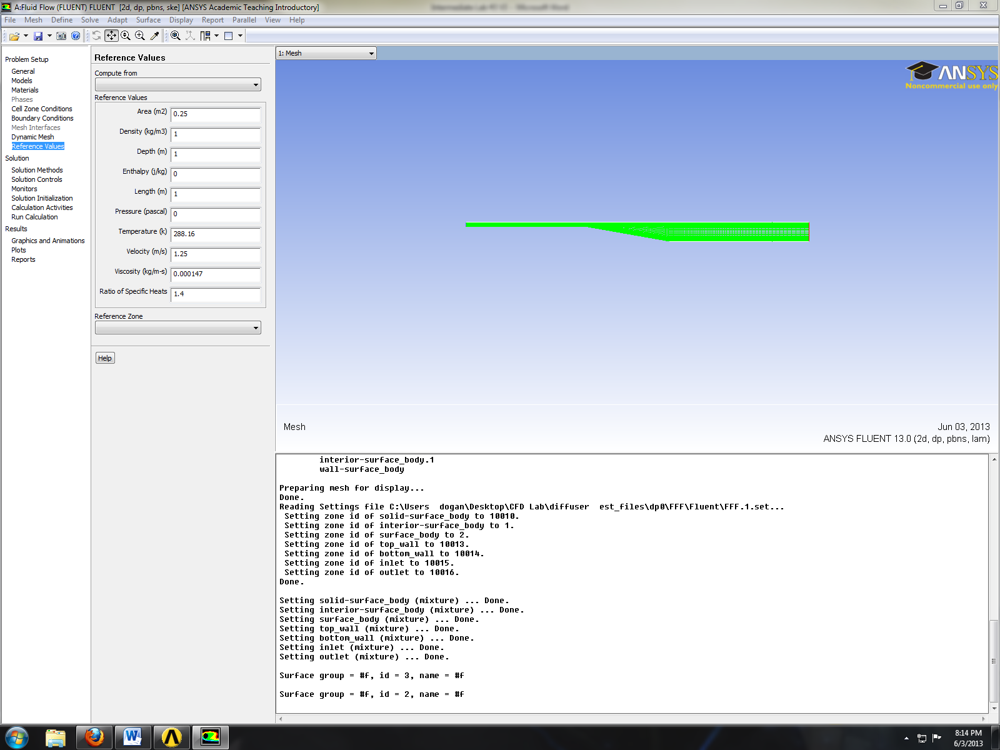 A:Fluid Flow (FLUENT) FLUENT [2d, dp, pbns, ske] [ANSYS Academic Teaching Introductory]
Intermediate Lab - Microsoft Word
File Mesh Define Solve Adapt Surface Display Report Parallel View Help
Problem Setup
General
Models
Materials
Phases
Cell Zone Conditions
Boundary Conditions
Mesh Interfaces
Dynamic Mesh
Reference Values
Solution
Solution Methods
Solution Controls
Monitors
Solution Initialization
Calculation Activities
Run Calculation
Results
Graphics and Animations
Plots
Reports
Reference Values
Compute from
Reference Values
Area (m2) 0.25
Density (kg/m3) 1
Depth (m) 1
Enthalpy (j/kg) 0
Length (m) 1
Pressure (pascal) 0
Temperature (k) 288.16
Velocity (m/s) 1.25
Viscosity (kg/m-s) 0.000147
Ratio of Specific Heats 1.4
Reference Zone
Help
1: Mesh
ANSYS
Noncommercial use only
Mesh
Jun 03, 2013
ANSYS FLUENT 13.0 (2d, dp, pbns, lam)
interior-surface_body.1
wall-surface_body
Preparing mesh for display...
Done.
Reading Settings file C:\Users  dogan\Desktop\CFD Lab\diffuser  est_files\dp0\FFF\Fluent\FFF.1.set...
Setting zone id of solid-surface_body to 10010.
Setting zone id of interior-surface_body to 1.
Setting zone id of surface_body to 2.
Setting zone id of top_wall to 10013.
Setting zone id of bottom_wall to 10014.
Setting zone id of inlet to 10015.
Setting zone id of outlet to 10016.
Done.
Setting solid-surface_body (mixture) ... Done.
Setting interior-surface_body (mixture) ... Done.
Setting surface_body (mixture) ... Done.
Setting top_wall (mixture) ... Done.
Setting bottom_wall (mixture) ... Done.
Setting inlet (mixture) ... Done.
Setting outlet (mixture) ... Done.
Surface group = #f, id = 3, name = #f
Surface group = #f, id = 2, name = #f
8:14 PM
6/3/2013